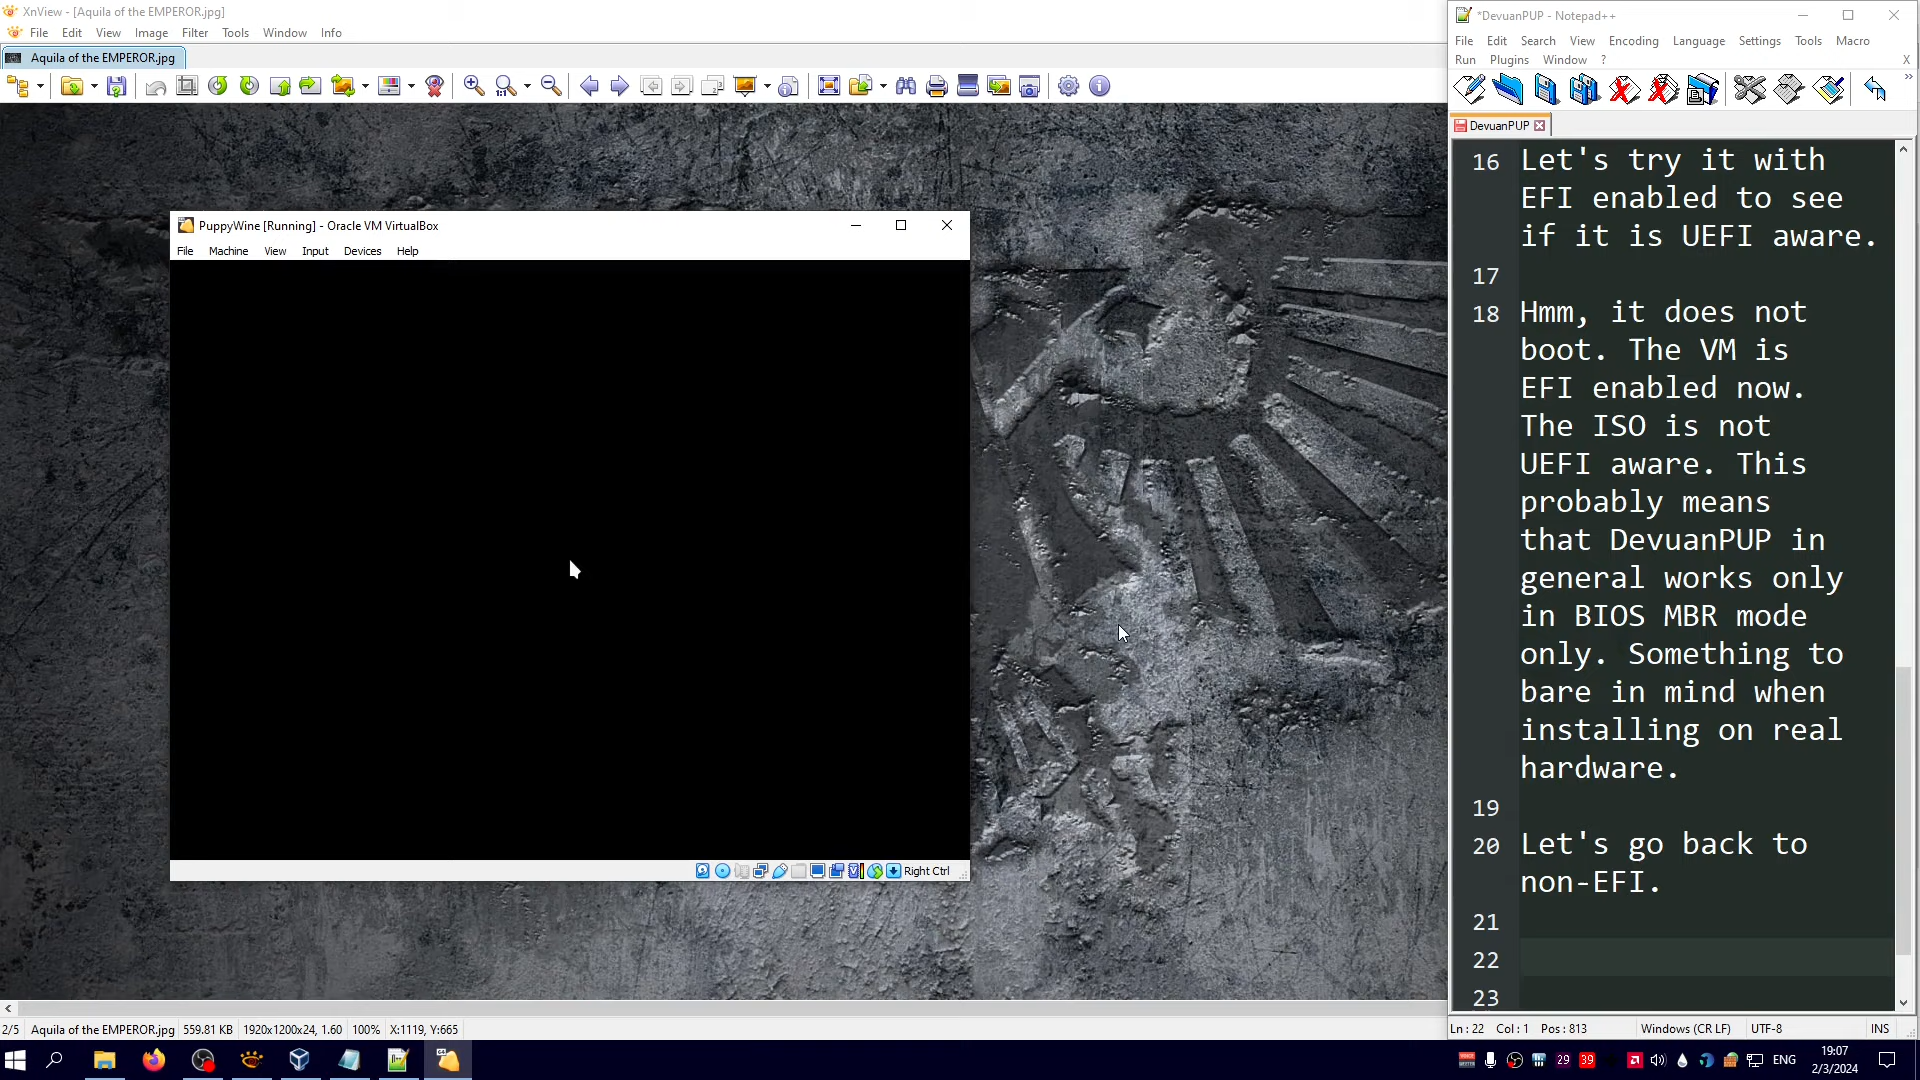 XnView - [Aquila of the EMPEROR.jpg]
File Edit View Image Filter Tools Window Info
Aquila of the EMPEROR.jpg
PuppyWine [Running] - Oracle VM VirtualBox
File Machine View Input Devices Help
Right Ctrl
2/5 Aquila of the EMPEROR.jpg 559.81 KB 1920x1200x24, 1.60 100% X:1119, Y:665
*DevuanPUP - Notepad++
File Edit Search View Encoding Language Settings Tools Macro
Run Plugins Window ? X
DevuanPUP
16 Let's try it with
EFI enabled to see
if it is UEFI aware.
17
18 Hmm, it does not
boot. The VM is
EFI enabled now.
The ISO is not
UEFI aware. This
probably means
that DevuanPUP in
general works only
in BIOS MBR mode
only. Something to
bare in mind when
installing on real
hardware.
19
20 Let's go back to
non-EFI.
21
22
23
Ln: 22 Col: 1 Pos: 813 Windows (CR LF) UTF-8 INS
29 39 ENG
19:07
2/3/2024